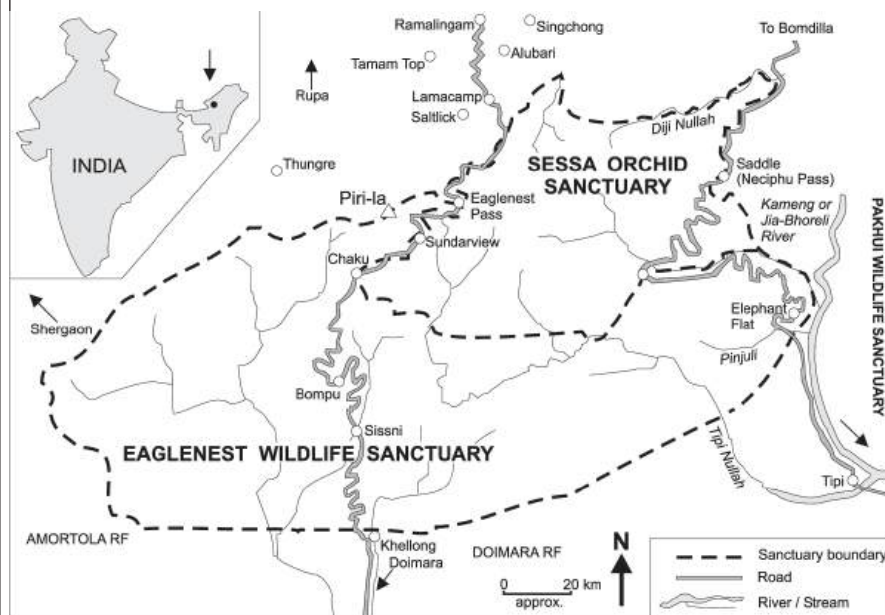 Ramalingam
Singchong
Tamam Top
Alubari
To Bomdilla
Rupa
Lamacamp
Saltlick
Diji Nullah
INDIA
Thungre
SESSA ORCHID
SANCTUARY
Saddle
(Neciphu Pass)
Piri-la
Eaglenest
Pass
Kameng or
Jia-Bhoreli
River
PAKHUI WILDLIFE SANCTUARY
Sundarview
Chaku
Shergaon
Elephant
Flat
Pinjuli
Bompu
Sissni
EAGLENEST WILDLIFE SANCTUARY
Tipi Nullah
Tipi
AMORTOLA RF
Khellong
Doimara
DOIMARA RF
N
0 20 km
approx.
Sanctuary boundary
Road
River / Stream